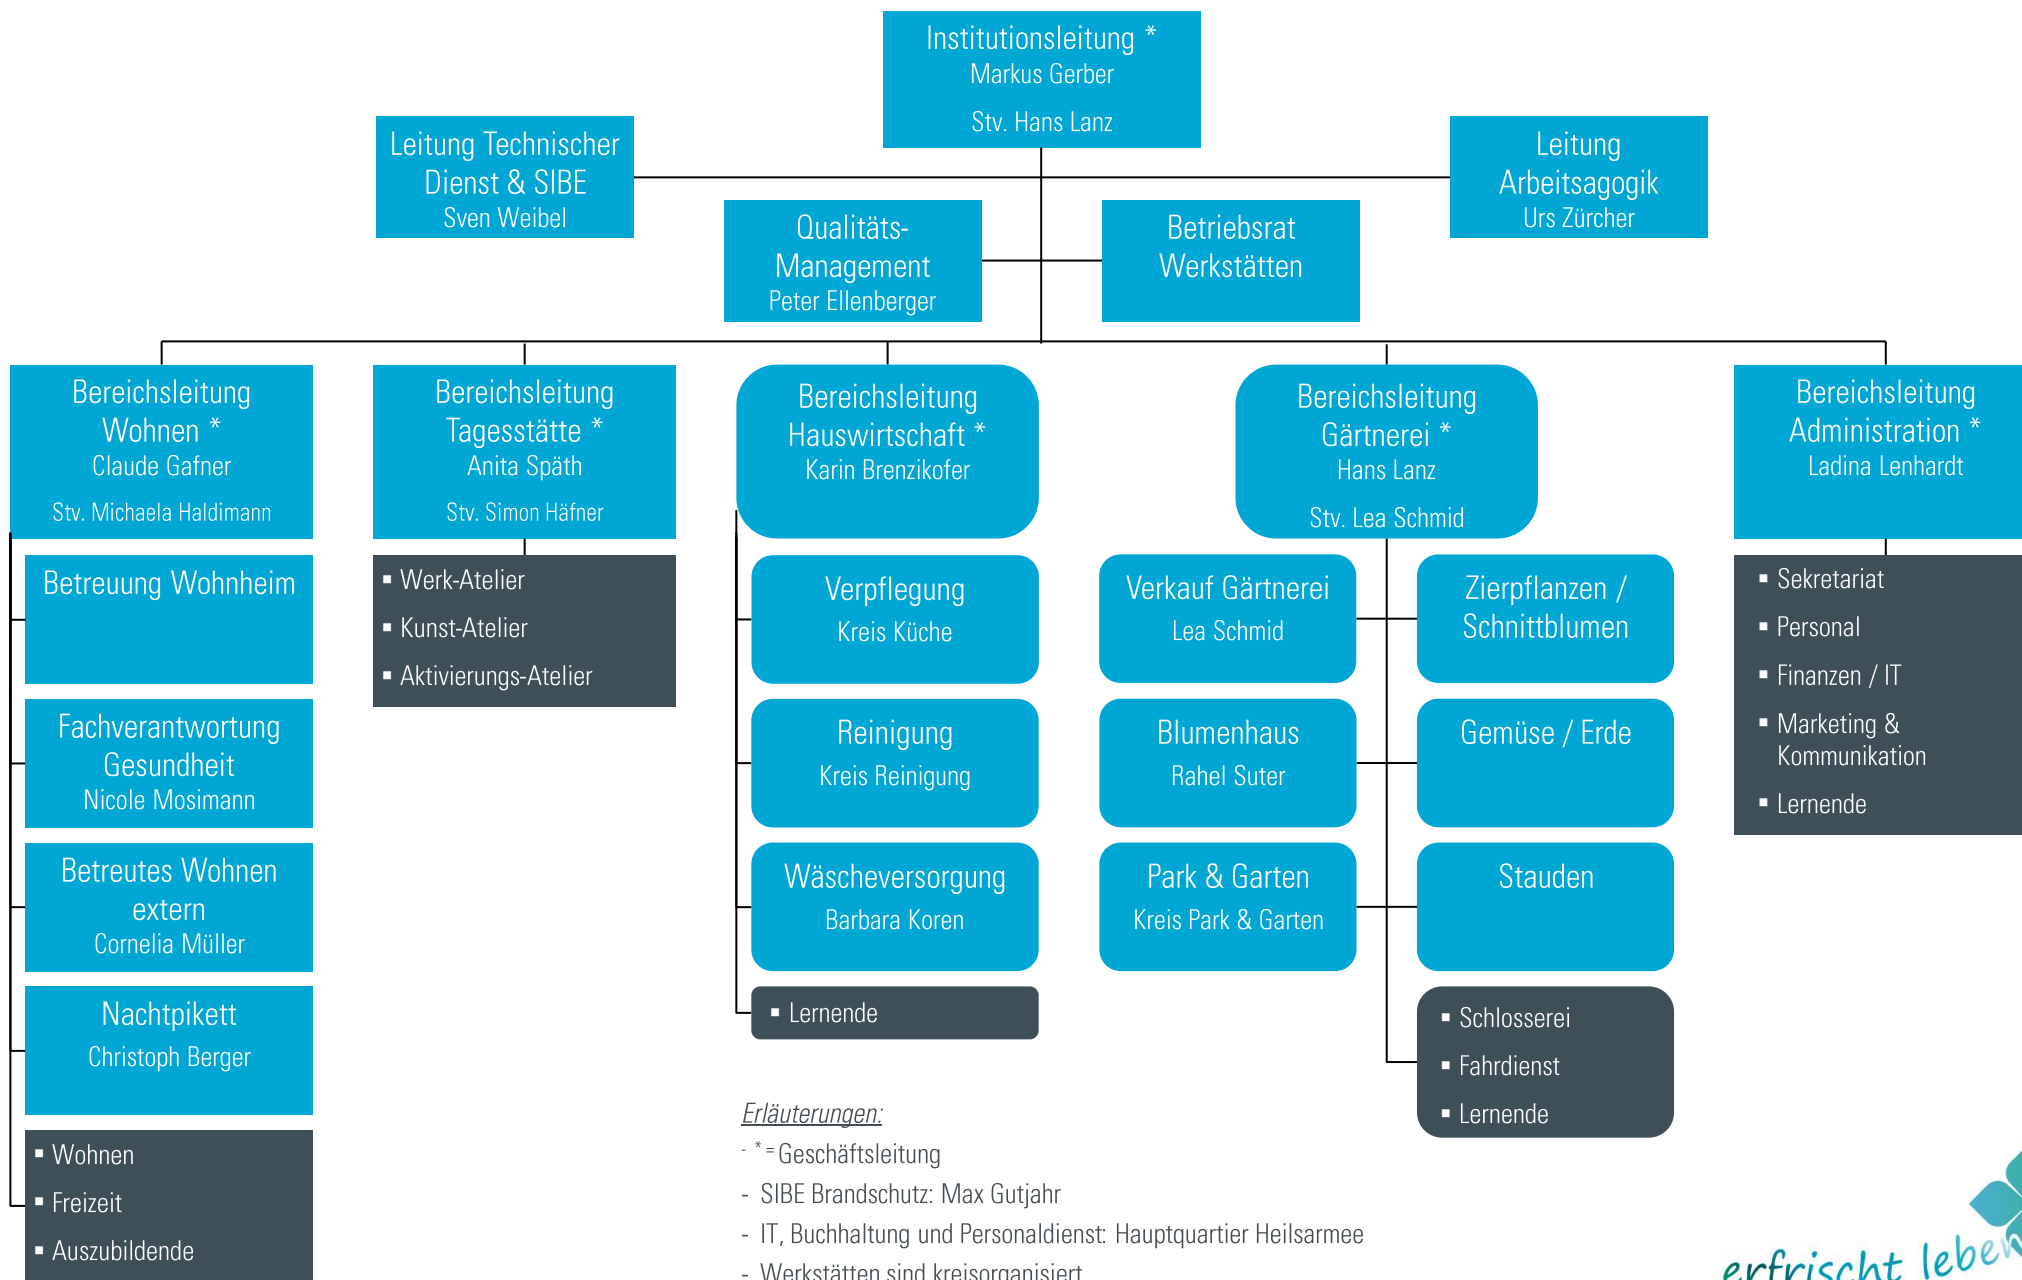 Institutionsleitung *
Markus Gerber
Stv. Hans Lanz
Leitung Technischer
Dienst & SIBE
Sven Weibel
Leitung
Arbeitsagogik
Urs Zürcher
Qualitäts-
Management
Peter Ellenberger
Betriebsrat
Werkstätten
Bereichsleitung
Wohnen *
Claude Gafner
Stv. Michaela Haldimann
Bereichsleitung
Tagesstätte *
Anita Späth
Stv. Simon Häfner
Bereichsleitung
Hauswirtschaft *
Karin Brenzikofer
Bereichsleitung
Gärtnerei *
Hans Lanz
Stv. Lea Schmid
Bereichsleitung
Administration *
Ladina Lenhardt
Betreuung Wohnheim
Fachverantwortung
Gesundheit
Nicole Mosimann
Betreutes Wohnen
extern
Cornelia Müller
Nachtpikett
Christoph Berger
▪ Wohnen
▪ Freizeit
▪ Auszubildende
▪ Werk-Atelier
▪ Kunst-Atelier
▪ Aktivierungs-Atelier
Verpflegung
Kreis Küche
Reinigung
Kreis Reinigung
Wäscheversorgung
Barbara Koren
▪ Lernende
Verkauf Gärtnerei
Lea Schmid
Blumenhaus
Rahel Suter
Park & Garten
Kreis Park & Garten
Zierpflanzen /
Schnittblumen
Gemüse / Erde
Stauden
▪ Schlosserei
▪ Fahrdienst
▪ Lernende
▪ Sekretariat
▪ Personal
▪ Finanzen / IT
▪ Marketing &
Kommunikation
▪ Lernende
Erläuterungen:
- * = Geschäftsleitung
- SIBE Brandschutz: Max Gutjahr
- IT, Buchhaltung und Personaldienst: Hauptquartier Heilsarmee
- Werkstätten sind kreisorganisiert
erfrischt leben